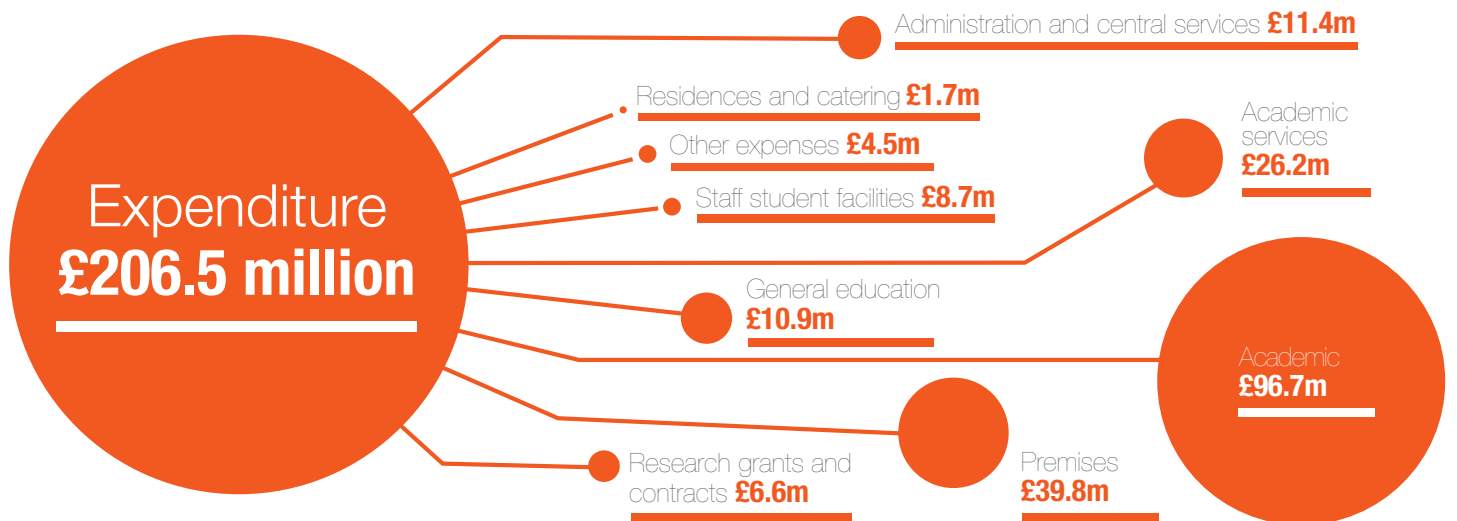 Expenditure
£206.5 million
Administration and central services £11.4m
Residences and catering £1.7m
Other expenses £4.5m
Staff student facilities £8.7m
Academic
services
£26.2m
General education
£10.9m
Academic
£96.7m
Premises
£39.8m
Research grants and
contracts £6.6m